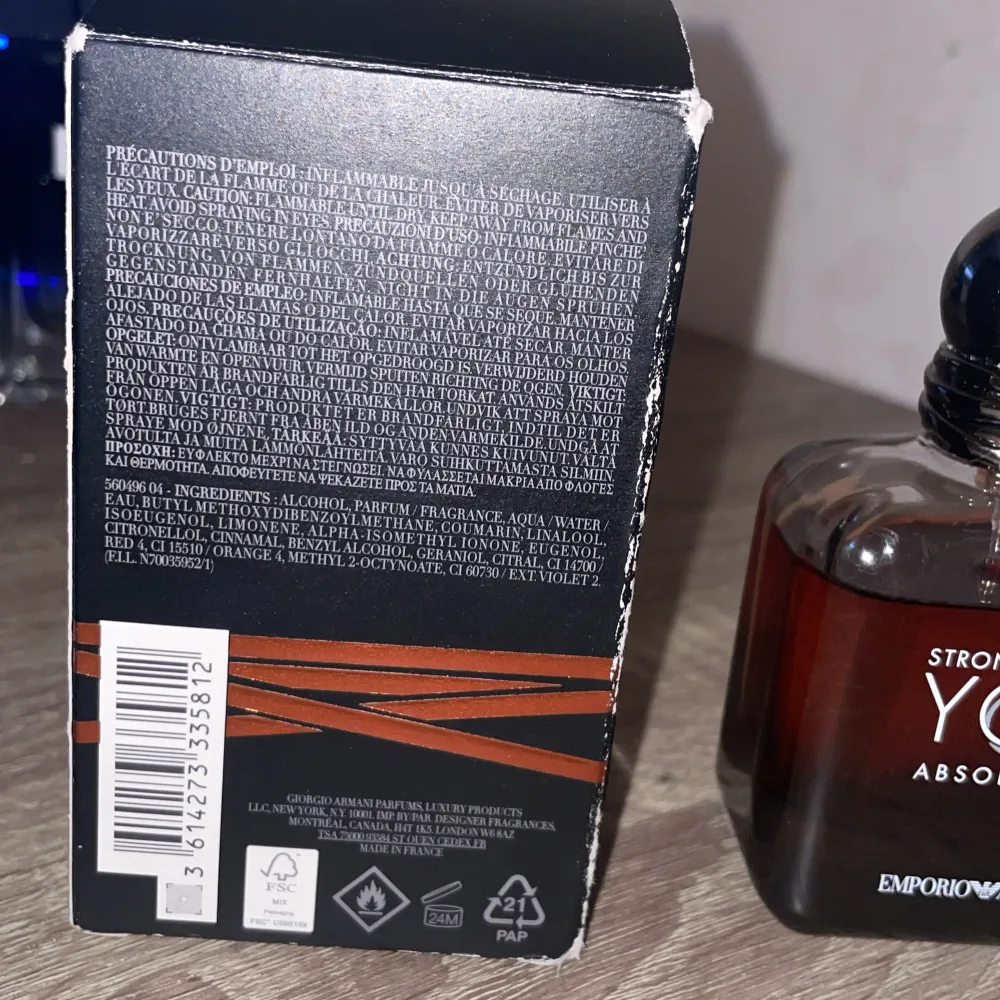 PRÉCAUTIONS D'EMPLOI : INFLAMMABLE JUSQU'À SÉCHAGE, UTILISER À
L'ÉCART DE LA FLAMME OU DE LA CHALEUR, ÉVITER DE VAPORISER VERS
LES YEUX. CAUTION: FLAMMABLE UNTIL DRY, KEEP AWAY FROM FLAMES AND
HEAT, AVOID SPRAYING IN EYES. PRECAUZIONI D'USO: INFIAMMABILE FINCHÉ
NON È SECCO, TENERE LONTANO DA FIAMME O CALORE, EVITARE DI
VAPORIZZARE VERSO GLI OCCHI. ACHTUNG: ENTZÜNDLICH BIS ZUR
TROCKNUNG, VON FLAMMEN, ZÜNDQUELLEN ODER GLÜHENDEN
GEGENSTÄNDEN FERNHALTEN, NICHT IN DIE AUGEN SPRÜHEN.
PRECAUCIONES DE EMPLEO: INFLAMABLE HASTA QUE SE SEQUE, MANTENER
ALEJADO DE LAS LLAMAS O DEL CALOR, EVITAR VAPORIZAR HACIA LOS
OJOS. PRECAUÇÕES DE UTILIZAÇÃO: INFLAMÁVEL ATÉ SECAR, MANTER
AFASTADO DA CHAMA OU DO CALOR, EVITAR VAPORIZAR PARA OS OLHOS.
OPGELET: ONTVLAMBAAR TOT HET OPGEDROOGD IS, VERWIJDERD HOUDEN
VAN WARMTE EN OPEN VUUR, VERMIJD SPUITEN RICHTING DE OGEN. VIKTIGT:
PRODUKTEN ÄR BRANDFARLIG TILLS DEN HAR TORKAT, ANVÄNDS ÅTSKILT
FRÅN ÖPPEN LÅGA OCH ANDRA VÄRMEKÄLLOR, UNDVIK ATT SPRAYA MOT
ÖGONEN. VIGTIGT: PRODUKTET ER BRANDFARLIGT, INDTIL DET ER
TØRT, BRUGES FJERNT FRA ÅBEN ILD OG ANDEN VARMEKILDE, UNDGÅ AT
SPRAYE MOD ØJNENE. TÄRKEÄÄ: SYTTYVÄÄ KUNNES KUIVUNUT, VÄLTÄ
AVOTULTA JA MUITA LÄMMÖNLÄHTEITÄ, VARO SUIHKUTTAMASTA SILMIIN.
ΠΡΟΣΟΧΗ: ΕΥΦΛΕΚΤΟ ΜΕΧΡΙ ΝΑ ΣΤΕΓΝΩΣΕΙ, ΝΑ ΦΥΛΑΣΣΕΤΑΙ ΜΑΚΡΙΑ ΑΠΟ ΦΛΟΓΕΣ
ΚΑΙ ΘΕΡΜΟΤΗΤΑ. ΑΠΟΦΕΥΓΕΤΕ ΝΑ ΨΕΚΑΖΕΤΕ ΠΡΟΣ ΤΑ ΜΑΤΙΑ.
560496 04 - INGREDIENTS : ALCOHOL, PARFUM / FRAGRANCE, AQUA / WATER /
EAU, BUTYL METHOXYDIBENZOYLMETHANE, COUMARIN, LINALOOL,
ISOEUGENOL, LIMONENE, ALPHA-ISOMETHYL IONONE, EUGENOL,
CITRONELLOL, CINNAMAL, BENZYL ALCOHOL, GERANIOL, CITRAL, CI 14700 /
RED 4, CI 15510 / ORANGE 4, METHYL 2-OCTYNOATE, CI 60730 / EXT. VIOLET 2.
(F.I.L. N70035952/1)
3 614273 335812
GIORGIO ARMANI PARFUMS, LUXURY PRODUCTS
LLC, NEW YORK, N.Y. 10001. IMP. BY/PAR. DESIGNER FRAGRANCES,
MONTRÉAL, CANADA, H4T 1K5. LONDON W6 8AZ
TSA 75000 93584 ST OUEN CEDEX FR
MADE IN FRANCE
FSC
MIX
Packaging
24M
21
PAP
STRON
YO
ABSOL
EMPORIO